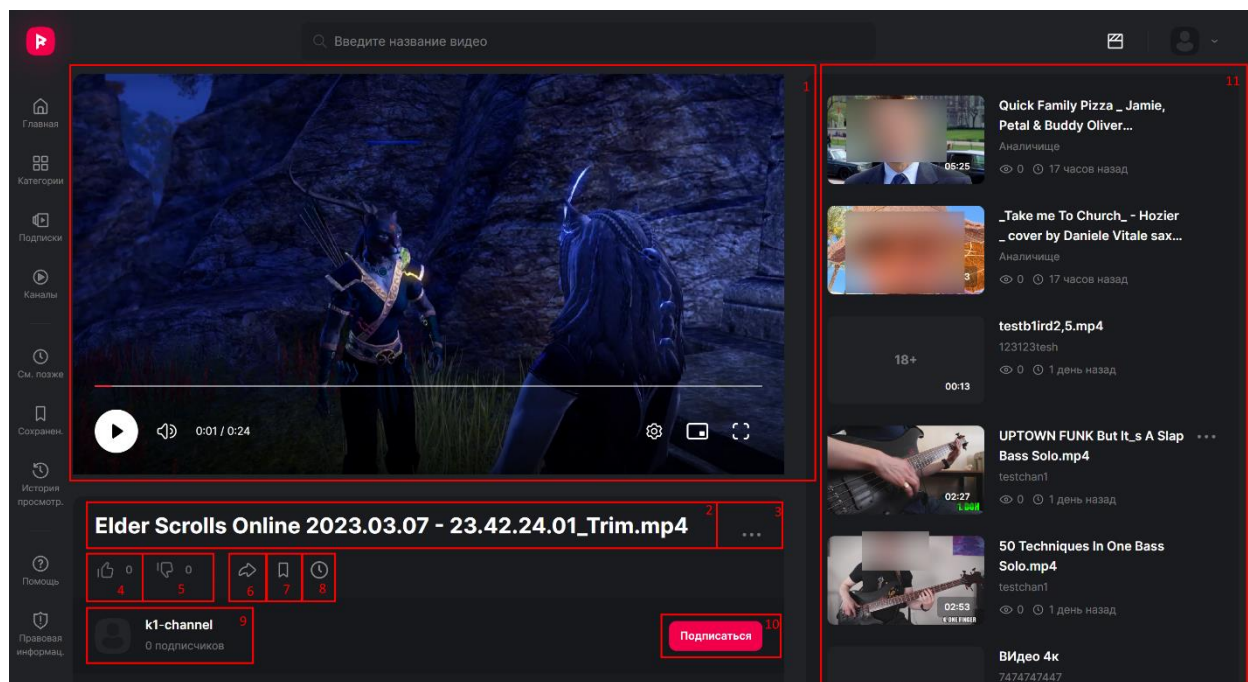 Введите название видео
Главная
Категории
Подписки
Каналы
См. позже
Сохранен.
История
просмотр.
Помощь
Правовая
информац.
1
0:01 / 0:24
Elder Scrolls Online 2023.03.07 - 23.42.24.01_Trim.mp4
2
...
3
0
4
0
5
6
7
8
k1-channel
9
0 подписчиков
Подписаться
10
11
05:25
Quick Family Pizza _ Jamie,
Petal & Buddy Oliver...
Аналичище
0 17 часов назад
3
_Take me To Church_ - Hozier
_ cover by Daniele Vitale sax...
Аналичище
0 17 часов назад
18+
00:13
testb1ird2,5.mp4
123123tesh
0 1 день назад
02:27
UPTOWN FUNK But It_s A Slap
Bass Solo.mp4
testchan1
0 1 день назад
02:53
4: ONE FINGER
50 Techniques In One Bass
Solo.mp4
testchan1
0 1 день назад
ВИдео 4к
7474747447